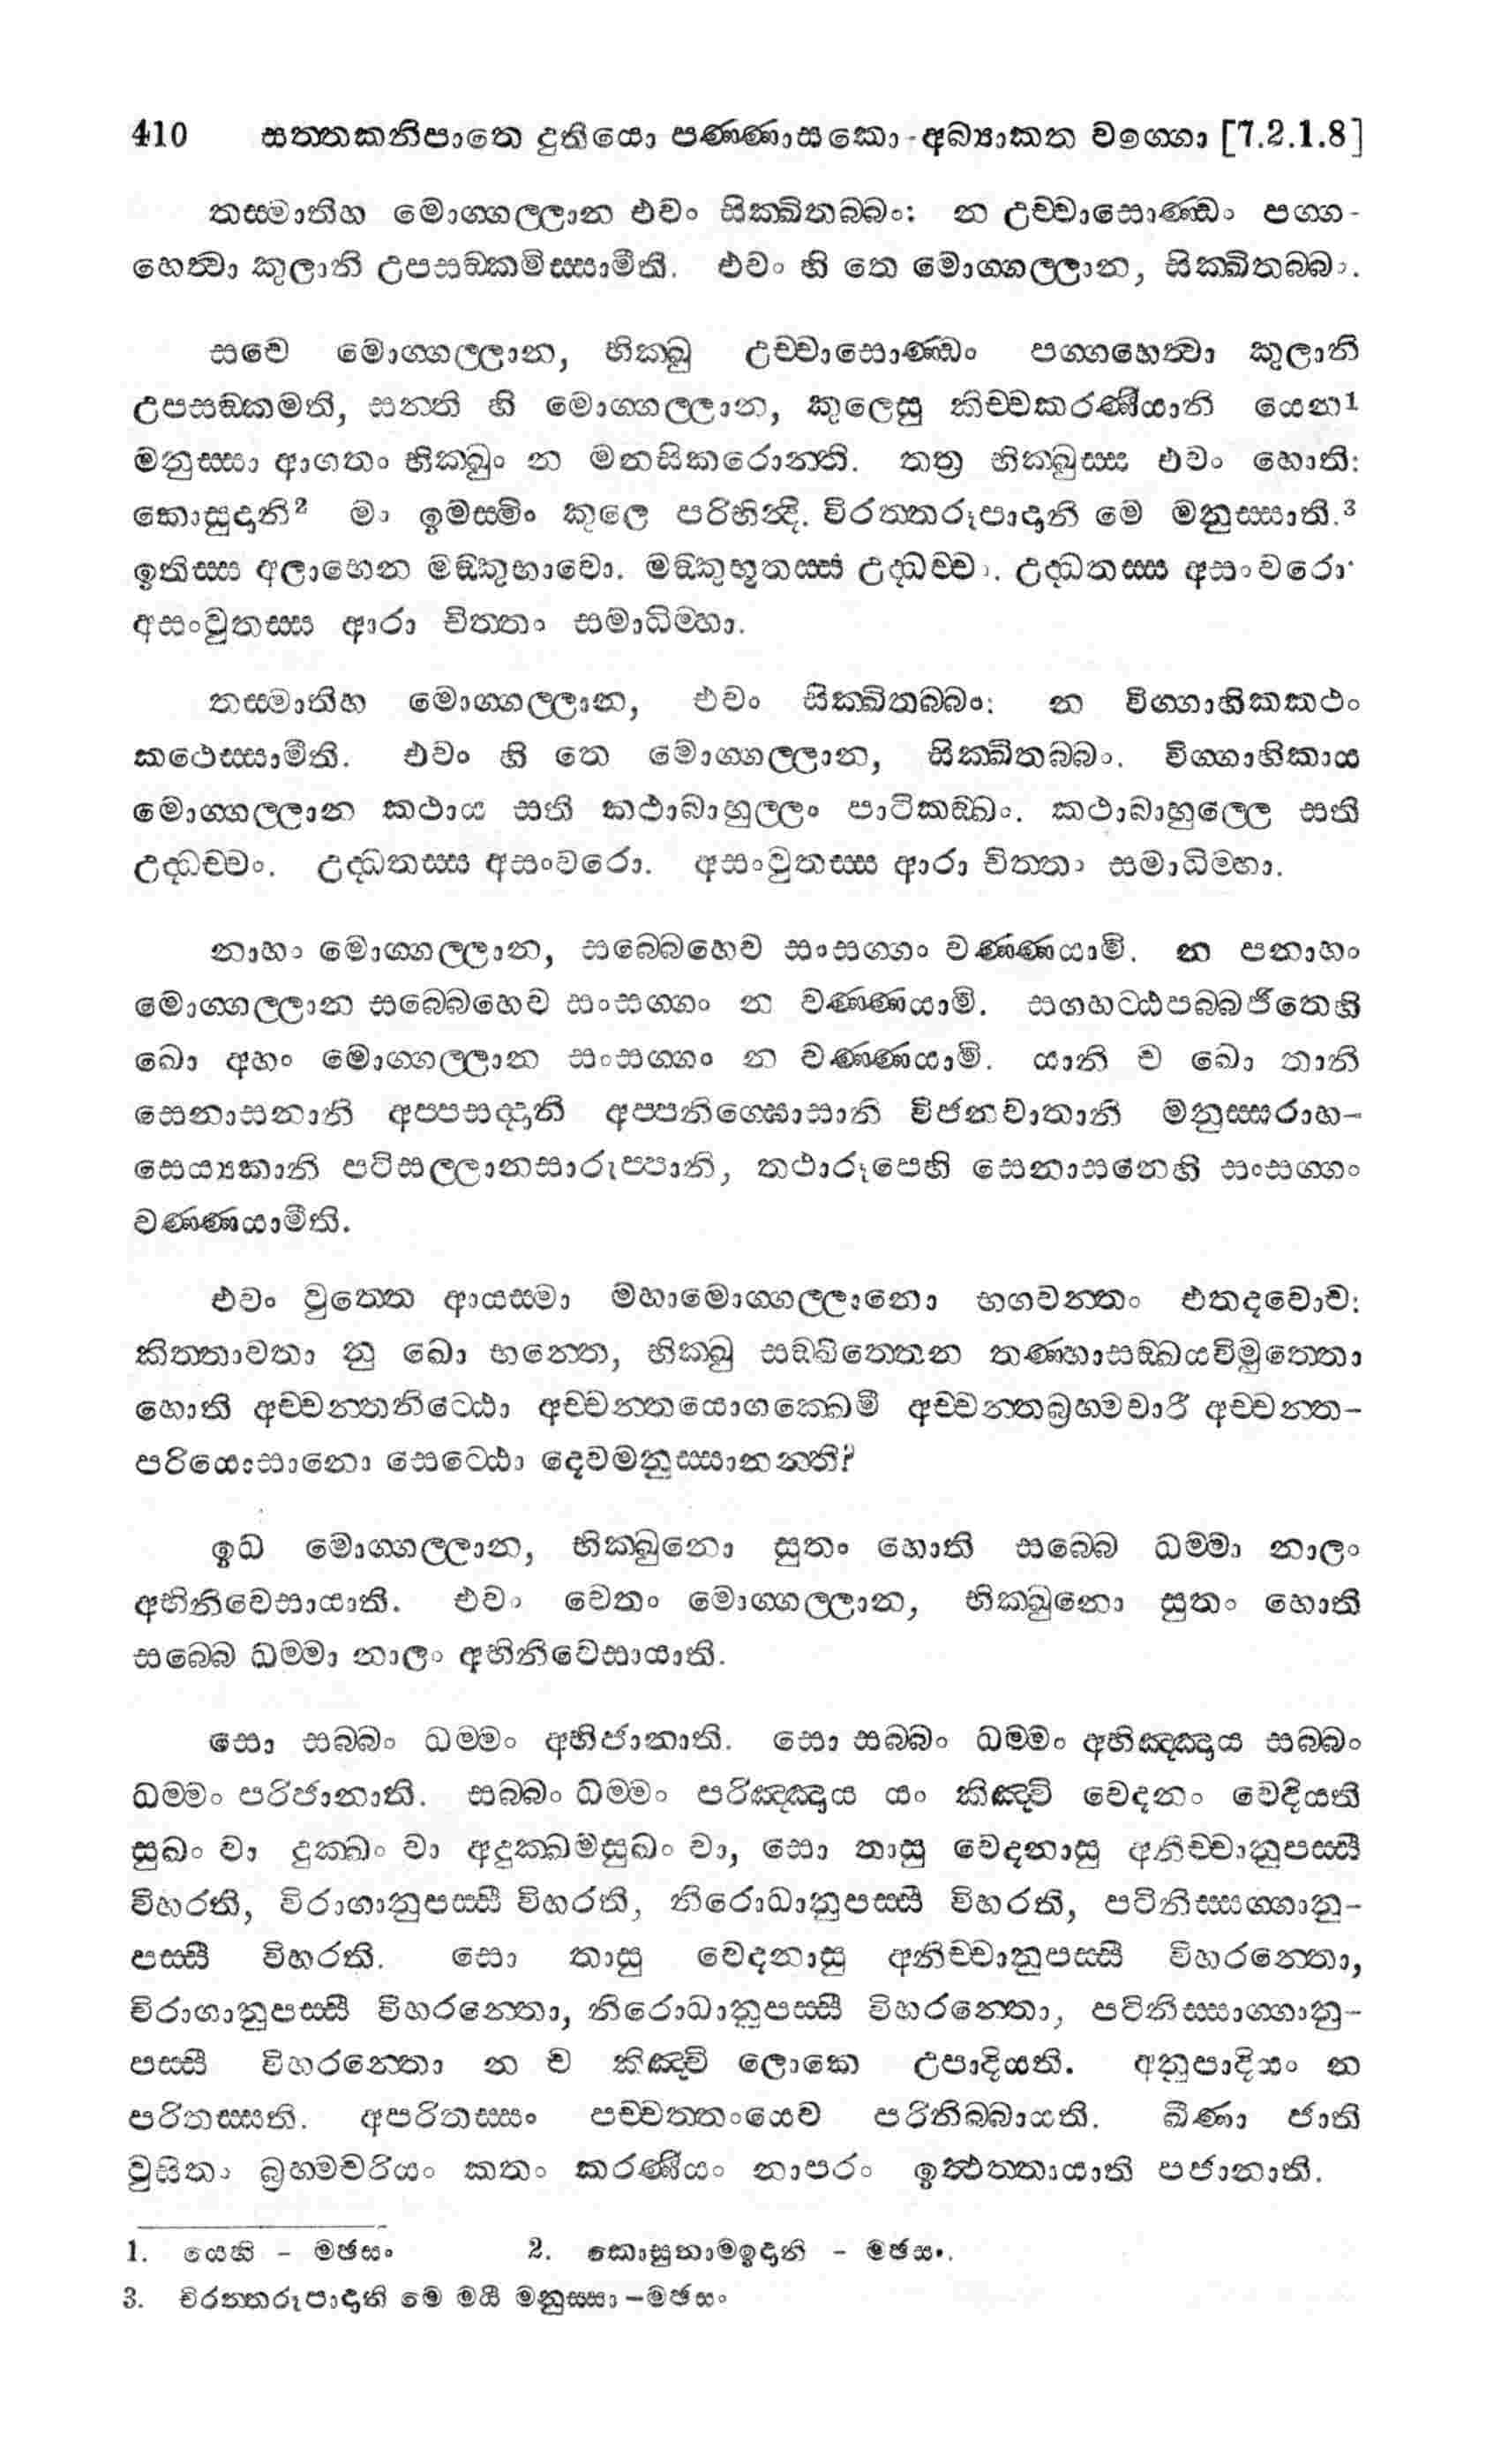 410 සත්තකනිපාතෙ දුතියො පණ්ණාසකො-අබ්‍යාකත වග්ගො [7.2.1.8]
තස්මාතිහ මොග්ගල්ලාන එවං සික්ඛිතබ්බං: න උච්චාසොණ්ඩං පග්ග-
හෙත්‍වා කුලානි උපසඞ්කමිස්සාමීති. එවං හි තෙ මොග්ගල්ලාන, සික්ඛිතබ්බං.
සචෙ මොග්ගල්ලාන, භික්ඛු උච්චාසොණ්ඩං පග්ගහෙත්‍වා කුලානි
උපසඞ්කමති, සන්ති හි මොග්ගල්ලාන, කුලෙසු කිච්චකරණීයානි යෙන1
මනුස්සා ආගතං භික්ඛුං න මනසිකරොන්ති. තත්‍ර භික්ඛුස්ස එවං හොති:
කොසුදානි2 මං ඉමස්මිං කුලෙ පරිභින්‍දි. විරත්තරූපාදානි මෙ මනුස්සාති.3
ඉතිස්ස අලාභෙන මඞ්කුභාවො. මඞ්කුභූතස්ස උද්ධච්චං. උද්ධතස්ස අසංවරො.
අසංවුතස්ස ආරා චිත්තං සමාධිම්හා.
තස්මාතිහ මොග්ගල්ලාන, එවං සික්ඛිතබ්බං: න විග්ගාහිකකථං
කථෙස්සාමීති. එවං හි තෙ මොග්ගල්ලාන, සික්ඛිතබ්බං. විග්ගාහිකාය
මොග්ගල්ලාන කථාය සති කථාබාහුල්ලං පාටිකඞ්ඛං. කථාබාහුල්ලෙ සති
උද්ධච්චං. උද්ධතස්ස අසංවරො. අසංවුතස්ස ආරා චිත්තං සමාධිම්හා.
නාහං මොග්ගල්ලාන, සබ්බෙහෙව සංසග්ගං වණ්ණයාමි. න පනාහං
මොග්ගල්ලාන සබ්බෙහෙව සංසග්ගං න වණ්ණයාමි. සගහට්ඨපබ්බජිතෙහි
ඛො අහං මොග්ගල්ලාන සංසග්ගං න වණ්ණයාමි. යානි ච ඛො තානි
සෙනාසනානි අප්පසද්දානි අප්පනිග්ඝොසානි විජනවාතානි මනුස්සරාහ-
සෙය්‍යකානි පටිසල්ලානසාරුප්පානි, තථාරූපෙහි සෙනාසනෙහි සංසග්ගං
වණ්ණයාමීති.
එවං වුත්තෙ ආයස්මා මහාමොග්ගල්ලානො භගවන්තං එතදවොච:
කිත්තාවතා නු ඛො භන්තෙ, භික්ඛු සඞ්ඛිත්තෙන තණ්හාසඞ්ඛයවිමුත්තො
හොති අච්චන්තනිට්ඨො අච්චන්තයොගක්ඛෙමී අච්චන්තබ්‍රහ්මචාරී අච්චන්ත-
පරියොසානො සෙට්ඨො දෙවමනුස්සානන්ති?
ඉධ මොග්ගල්ලාන, භික්ඛුනො සුතං හොති සබ්බෙ ධම්මා නාලං
අභිනිවෙසායාති. එවං චෙතං මොග්ගල්ලාන, භික්ඛුනො සුතං හොති
සබ්බෙ ධම්මා නාලං අභිනිවෙසායාති.
සො සබ්බං ධම්මං අභිජානාති. සො සබ්බං ධම්මං අභිඤ්ඤාය සබ්බං
ධම්මං පරිජානාති. සබ්බං ධම්මං පරිඤ්ඤාය යං කිඤ්චි වෙදනං වෙදියති
සුඛං වා දුක්ඛං වා අදුක්ඛමසුඛං වා, සො තාසු වෙදනාසු අනිච්චානුපස්සී
විහරති, විරාගානුපස්සී විහරති, නිරොධානුපස්සී විහරති, පටිනිස්සග්ගානු-
පස්සී විහරති. සො තාසු වෙදනාසු අනිච්චානුපස්සී විහරන්තො,
විරාගානුපස්සී විහරන්තො, නිරොධානුපස්සී විහරන්තො, පටිනිස්සාග්ගානු-
පස්සී විහරන්තො න ච කිඤ්චි ලොකෙ උපාදියති. අනුපාදියං න
පරිතස්සති. අපරිතස්සං පච්චත්තංයෙව පරිනිබ්බායති. ඛීණා ජාති
වුසිතං බ්‍රහ්මචරියං කතං කරණීයං නාපරං ඉත්‍ථත්තායාති පජානාති.
1. යෙහි - මඡසං 2. කොසුනාමඉදානි - මඡසං.
3. විරත්තරූපාදානි මෙ මයී මනුස්සා -මඡසං